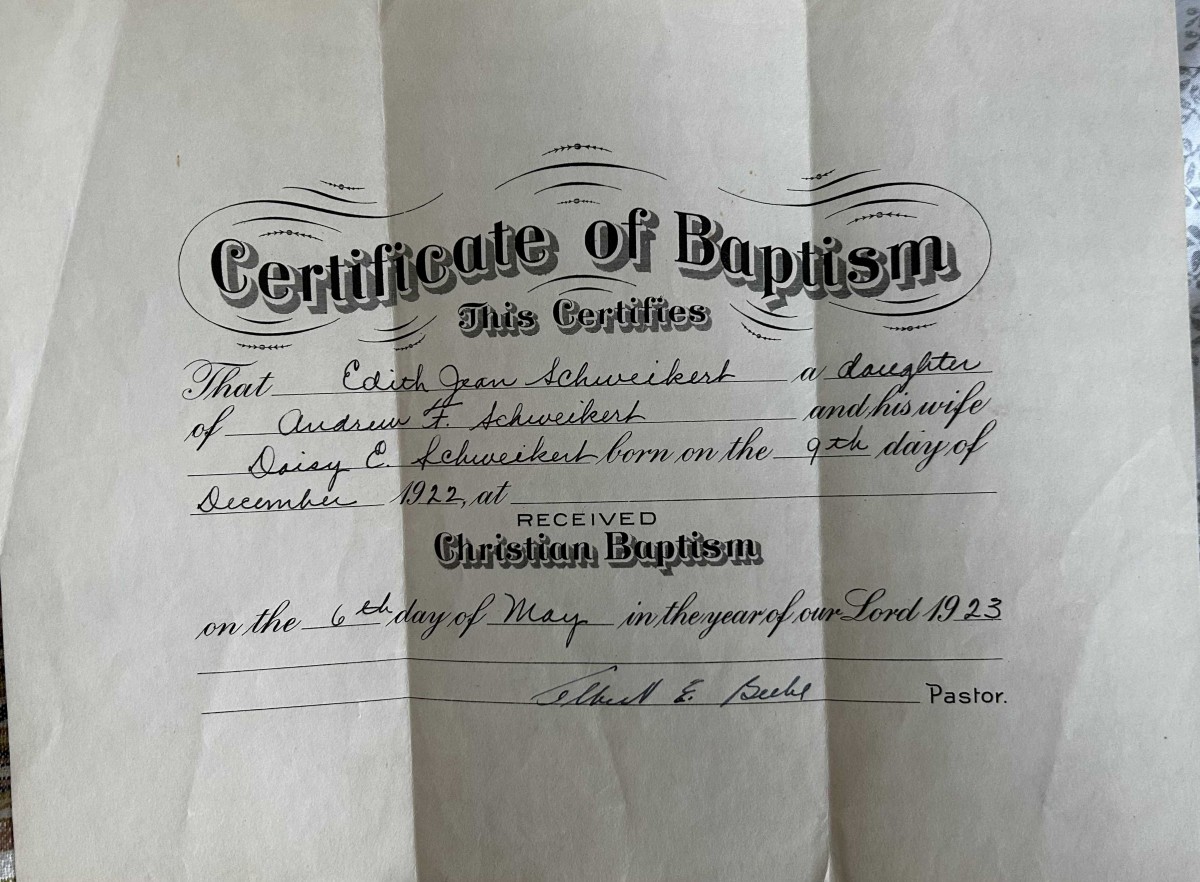 Certificate of Baptism
This Certifies
That Edith Jean Schweikert a daughter
of Andrew F. Schweikert and his wife
Daisy E. Schweikert born on the 9th day of
December 1922, at
RECEIVED
Christian Baptism
on the 6th day of May in the year of our Lord 1923
E. Pastor.